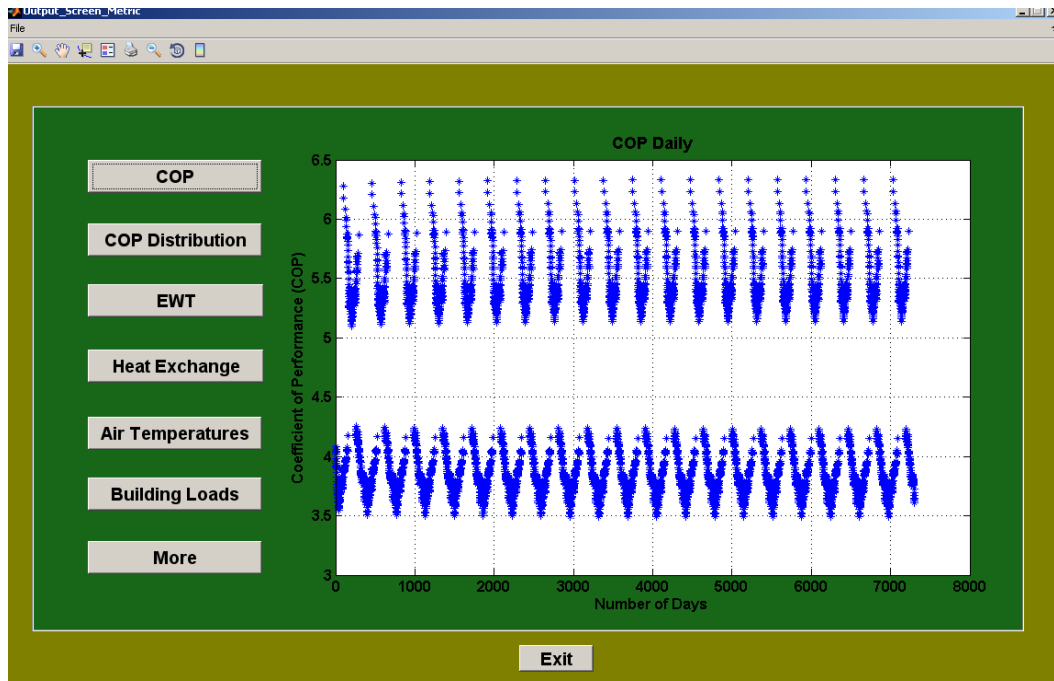 Output_Screen_Metric
File
COP
COP Distribution
EWT
Heat Exchange
Air Temperatures
Building Loads
More
COP Daily
Coefficient of Performance (COP)
6.5
6
5.5
5
4.5
4
3.5
3
0 1000 2000 3000 4000 5000 6000 7000 8000
Number of Days
Exit